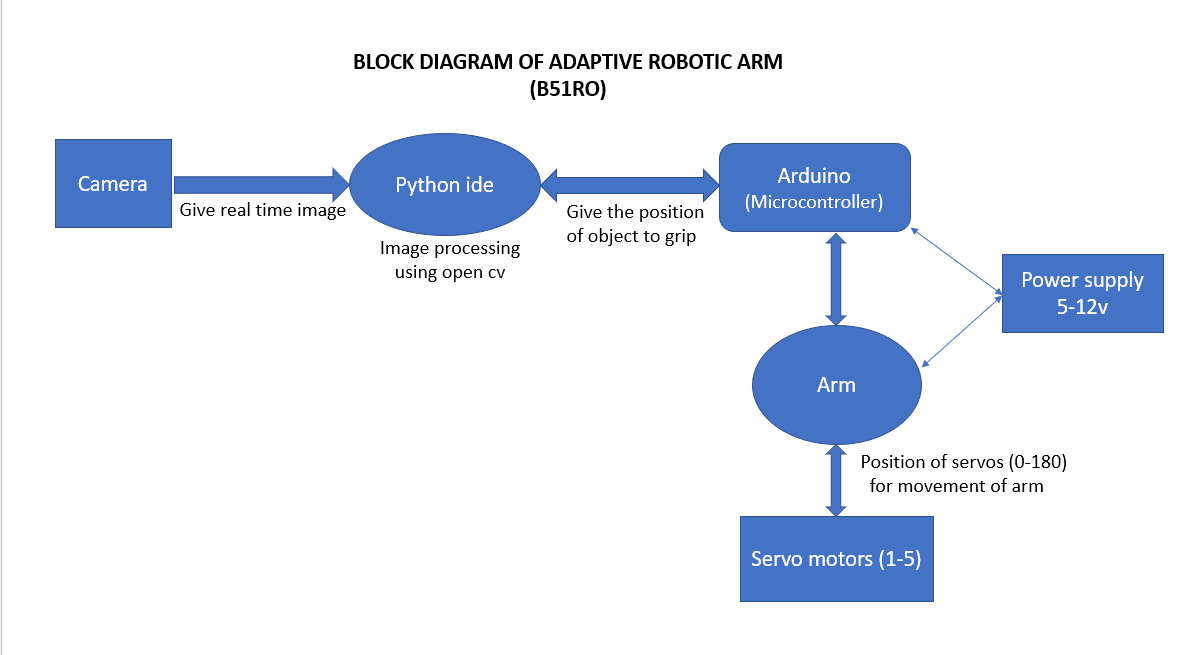 BLOCK DIAGRAM OF ADAPTIVE ROBOTIC ARM
(B51RO)
Camera
Give real time image
Python ide
Image processing
using open cv
Give the position
of object to grip
Arduino
(Microcontroller)
Power supply
5-12v
Arm
Position of servos (0-180)
for movement of arm
Servo motors (1-5)